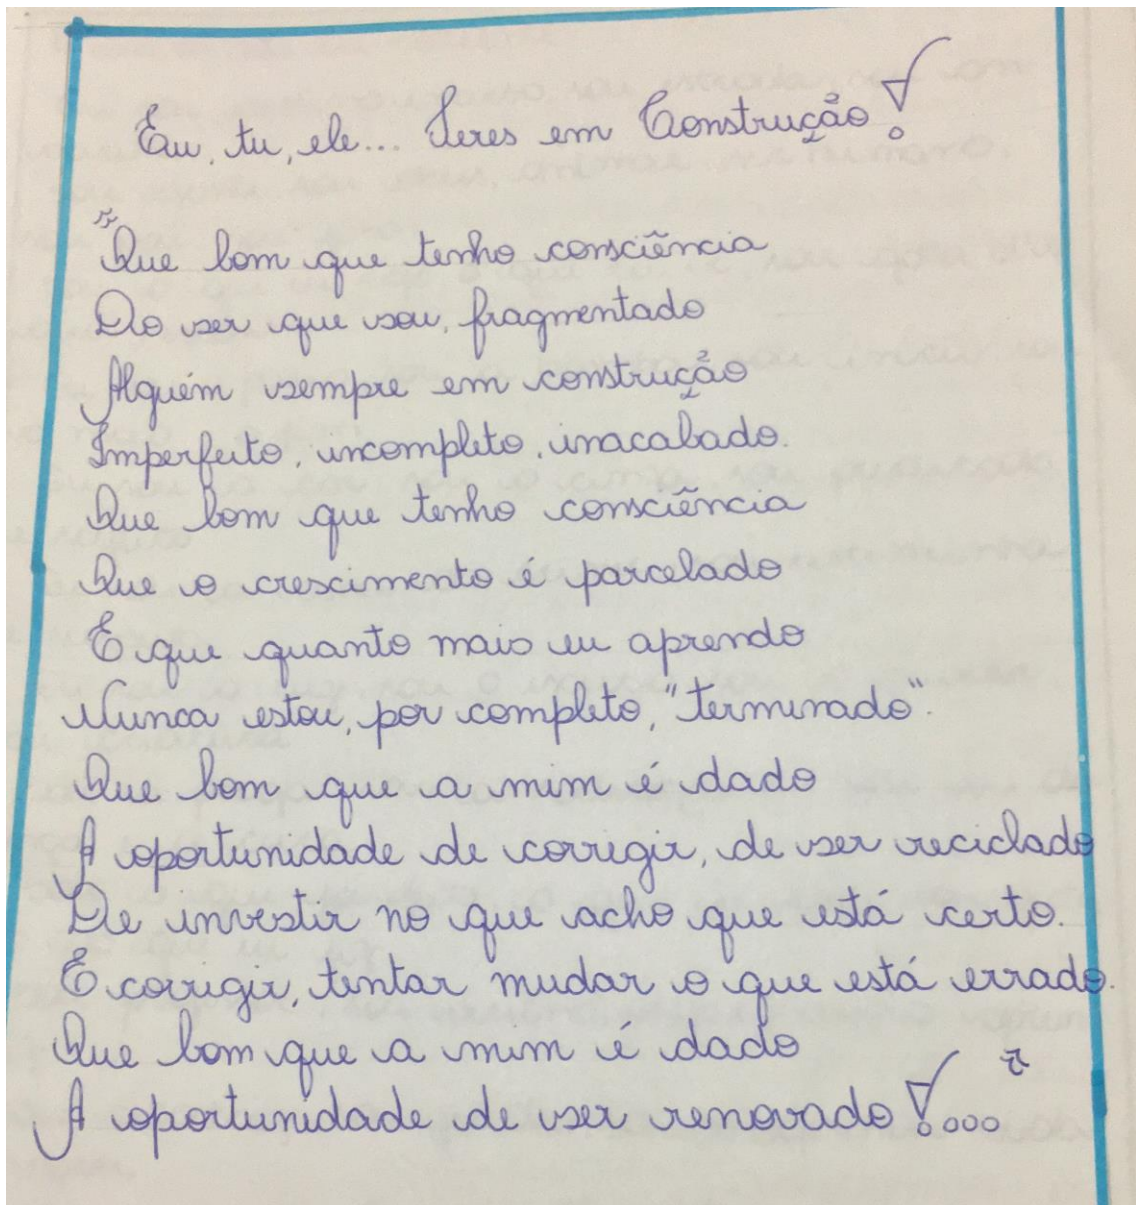 Eu, tu, ele... Seres em Construção!
"Que bom que tenho consciência
Do ser que sou, fragmentado
Alguém sempre em construção
Imperfeito, incompleto, inacabado.
Que bom que tenho consciência
Que o crescimento é parcelado
E que quanto mais eu aprendo
Nunca estou, por completo, "terminado".
Que bom que a mim é dado
A oportunidade de corrigir, de ser reciclado
De investir no que acho que está certo.
E corrigir, tentar mudar o que está errado.
Que bom que a mim é dado
A oportunidade de ser renovado!..."